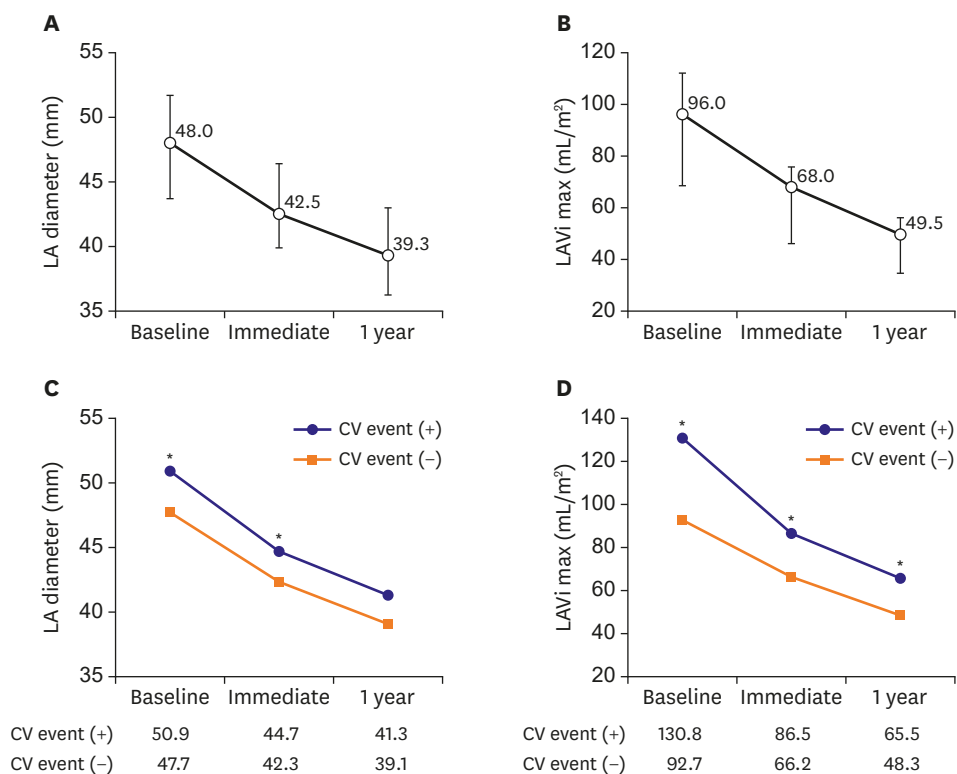 A
55
50
45
40
35
LA diameter (mm)
48.0
42.5
39.3
Baseline Immediate 1 year
B
120
100
80
60
40
20
LAVi max (mL/m²)
96.0
68.0
49.5
Baseline Immediate 1 year
C
55
50
45
40
35
LA diameter (mm)
CV event (+)
CV event (−)
*
*
Baseline Immediate 1 year
CV event (+) 50.9 44.7 41.3
CV event (−) 47.7 42.3 39.1
D
140
120
100
80
60
40
20
LAVi max (mL/m²)
CV event (+)
CV event (−)
*
*
*
Baseline Immediate 1 year
CV event (+) 130.8 86.5 65.5
CV event (−) 92.7 66.2 48.3